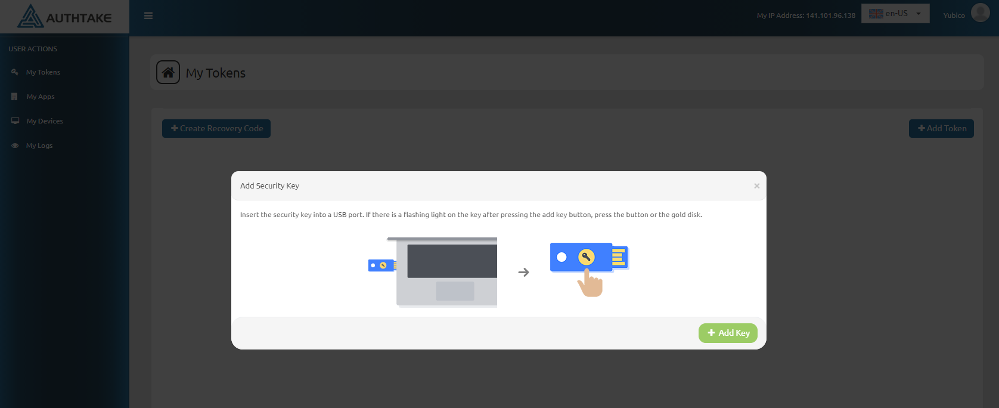 AUTHTAKE
My IP Address: 141.101.96.138
en-US
Yubico
USER ACTIONS
My Tokens
My Apps
My Devices
My Logs
My Tokens
Create Recovery Code
Add Token
Add Security Key
×
Insert the security key into a USB port. If there is a flashing light on the key after pressing the add key button, press the button or the gold disk.
Add Key